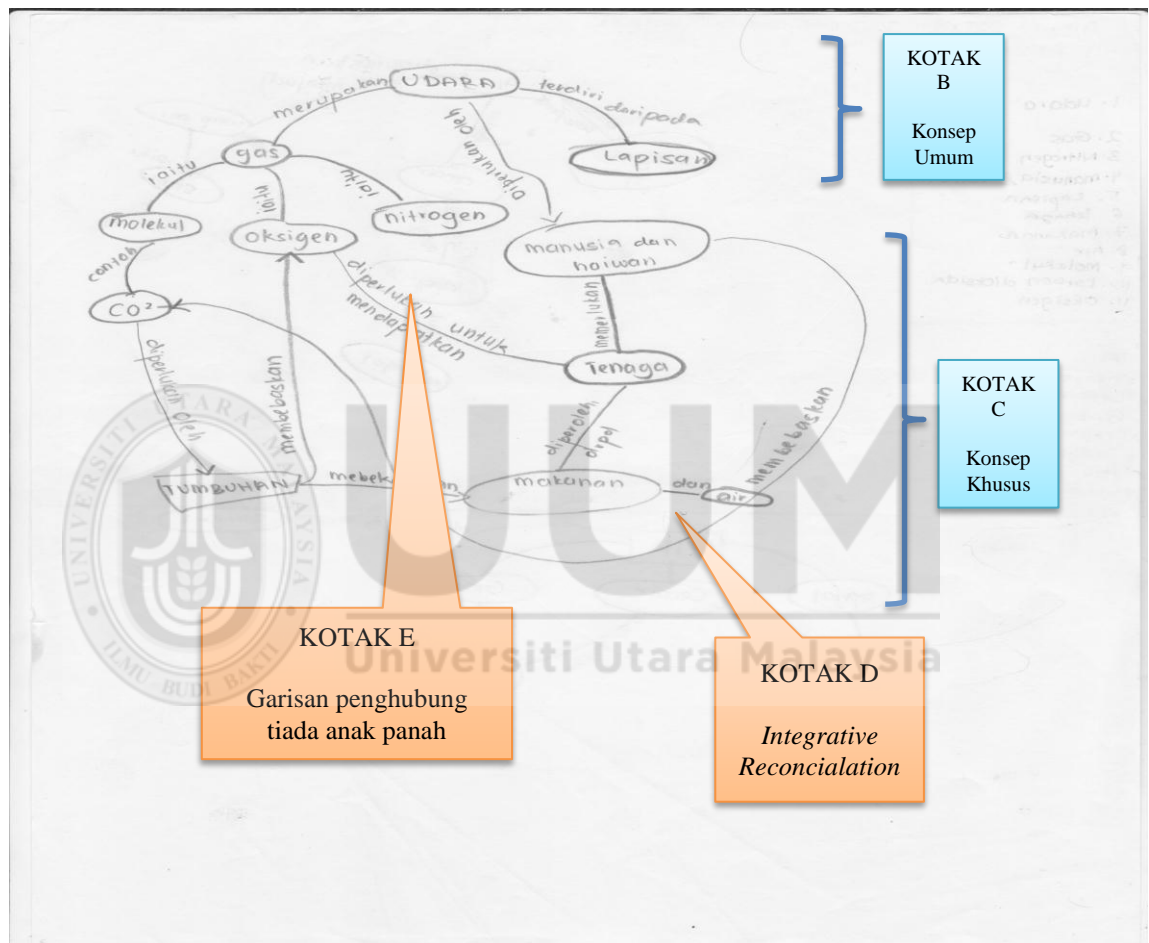 KOTAK
B
Konsep
Umum
UDARA
merupakan
terdiri
daripada
Diperlukan oleh
Lapisan
gas
iaitu
iaitu
iaitu
molekul
Oksigen
nitrogen
manusia dan
haiwan
contoh
CO²
diperlukan
mendapatkan
untuk
memerlukan
Tenaga
KOTAK
C
Konsep
Khusus
diperlukan oleh
membebaskan
diperoleh
dipol
membebaskan
TUMBUHAN
makanan
dan
air
UNIVERSITI UTARA MALAYSIA
ILMU BUDI BAKTI
UUM
Universiti Utara Malaysia
KOTAK E
Garisan penghubung
tiada anak panah
KOTAK D
Integrative
Reconcialation